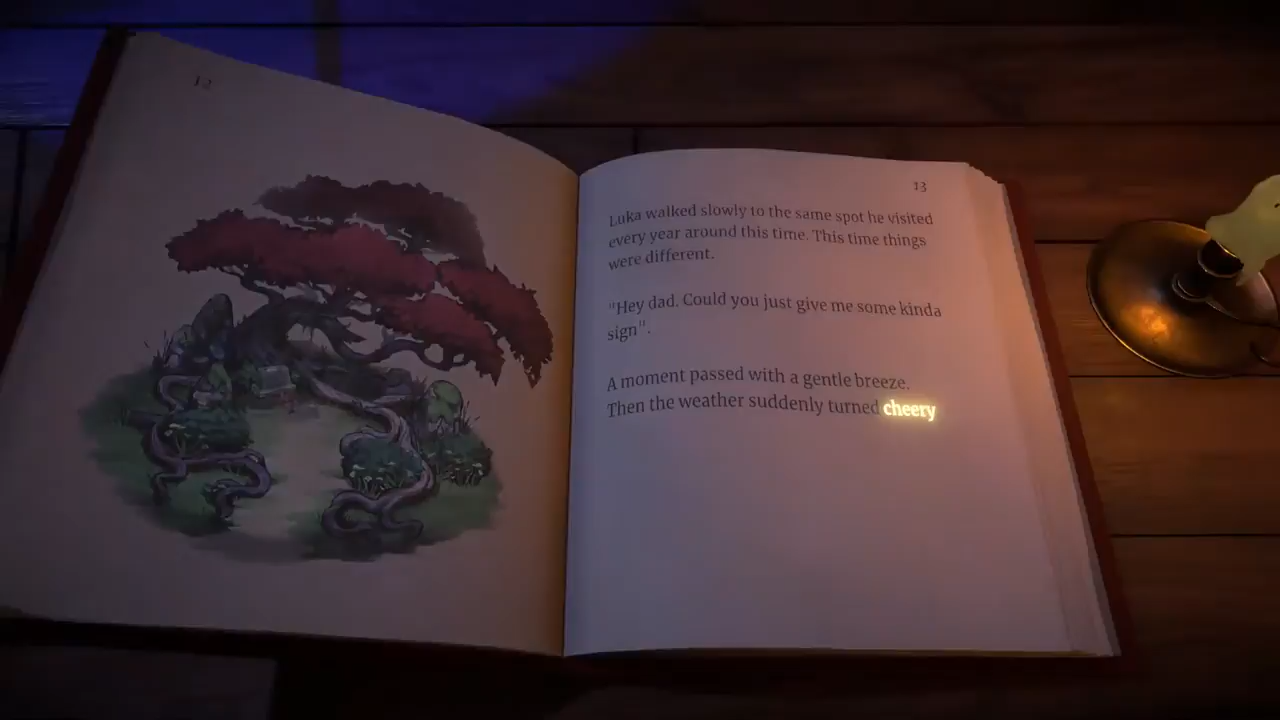 12
13
Luka walked slowly to the same spot he visited
every year around this time. This time things
were different.
"Hey dad. Could you just give me some kinda
sign".
A moment passed with a gentle breeze.
Then the weather suddenly turned cheery